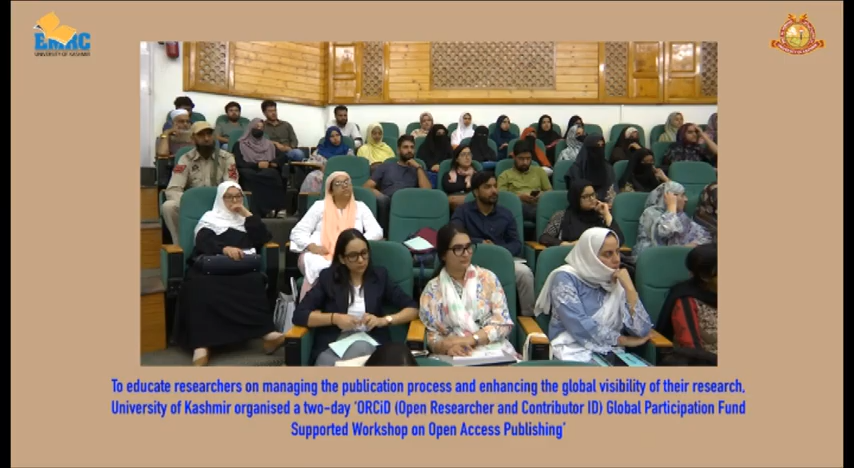 EMRC
UNIVERSITY OF KASHMIR
To educate researchers on managing the publication process and enhancing the global visibility of their research,
University of Kashmir organised a two-day 'ORCiD (Open Researcher and Contributor ID) Global Participation Fund
Supported Workshop on Open Access Publishing'